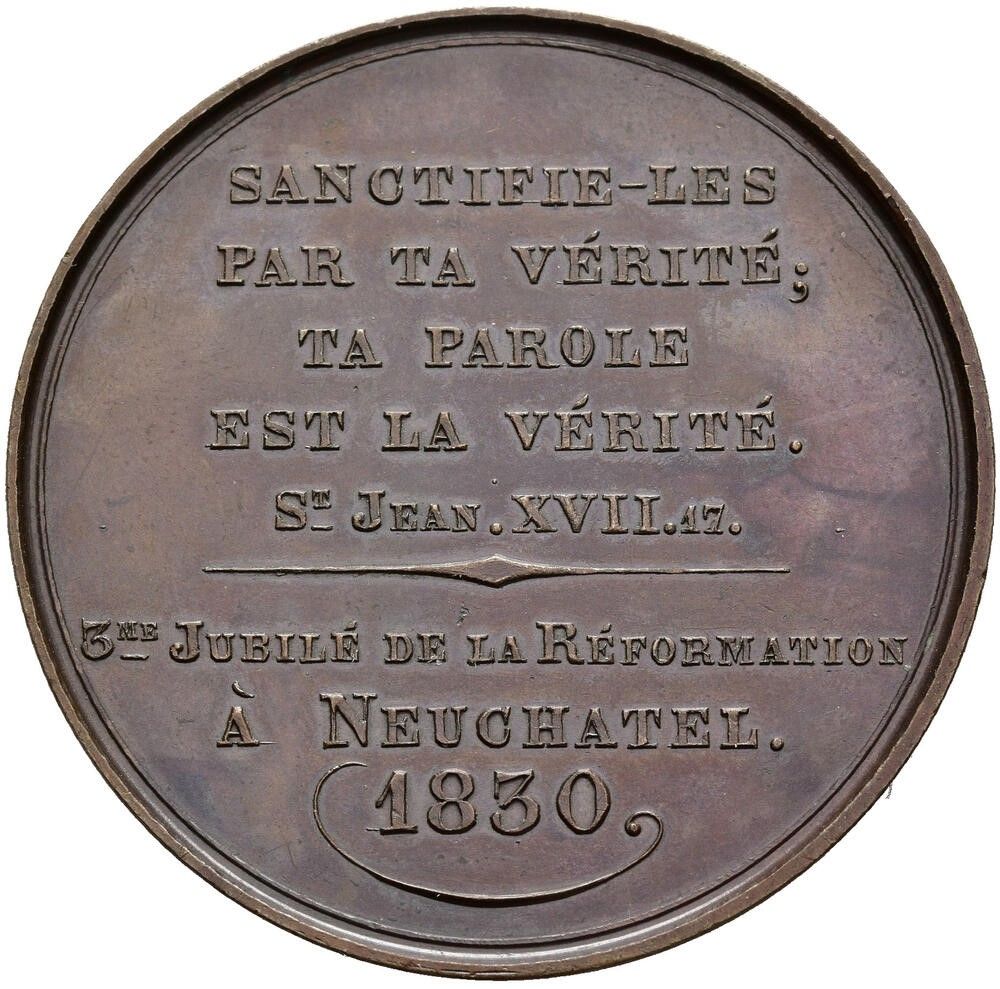 SANCTIFIE-LES
PAR TA VÉRITÉ;
TA PAROLE
EST LA VÉRITÉ.
ST JEAN. XVII.17.
3ME JUBILÉ DE LA RÉFORMATION
À NEUCHATEL.
1830.